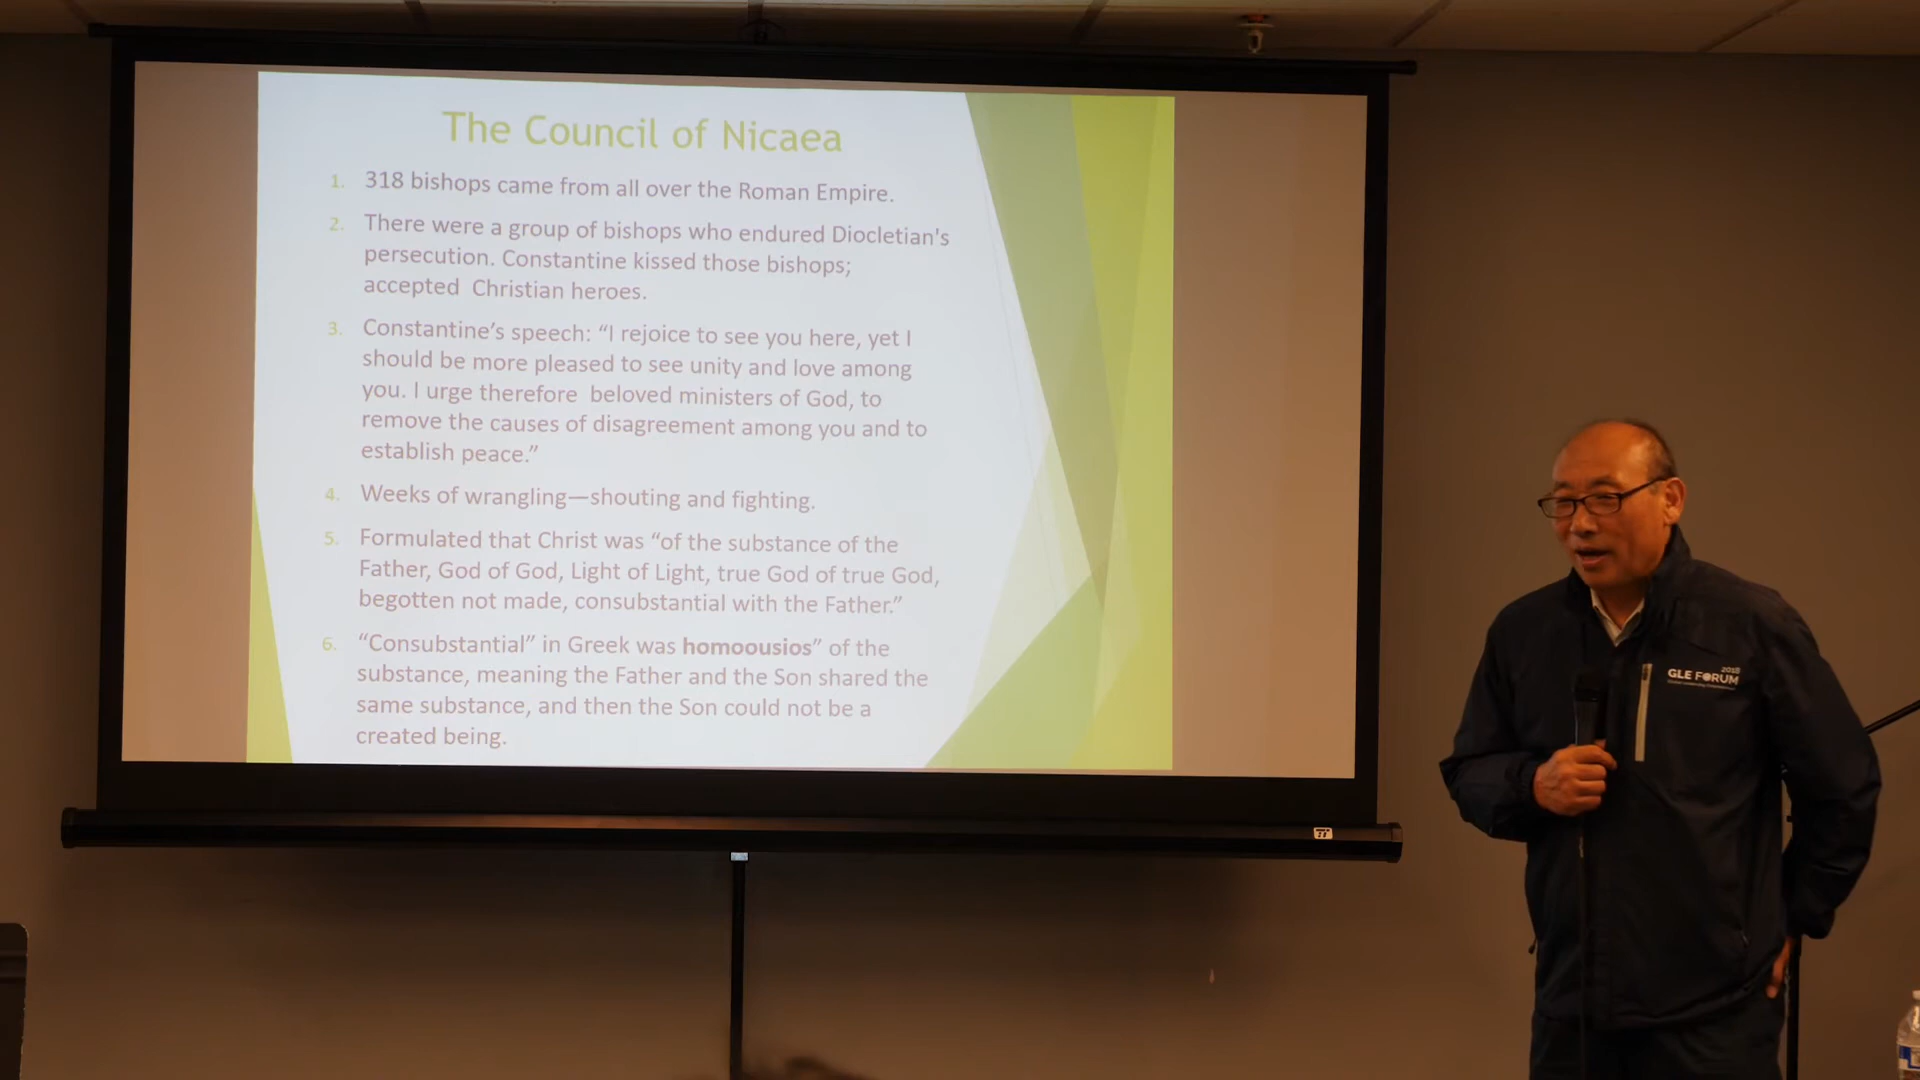 The Council of Nicaea
1. 318 bishops came from all over the Roman Empire.
2. There were a group of bishops who endured Diocletian's
persecution. Constantine kissed those bishops;
accepted  Christian heroes.
3. Constantine’s speech: “I rejoice to see you here, yet I
should be more pleased to see unity and love among
you. I urge therefore  beloved ministers of God, to
remove the causes of disagreement among you and to
establish peace.”
4. Weeks of wrangling—shouting and fighting.
5. Formulated that Christ was “of the substance of the
Father, God of God, Light of Light, true God of true God,
begotten not made, consubstantial with the Father.”
6. “Consubstantial” in Greek was homoousios” of the
substance, meaning the Father and the Son shared the
same substance, and then the Son could not be a
created being.
2018
GLE FORUM